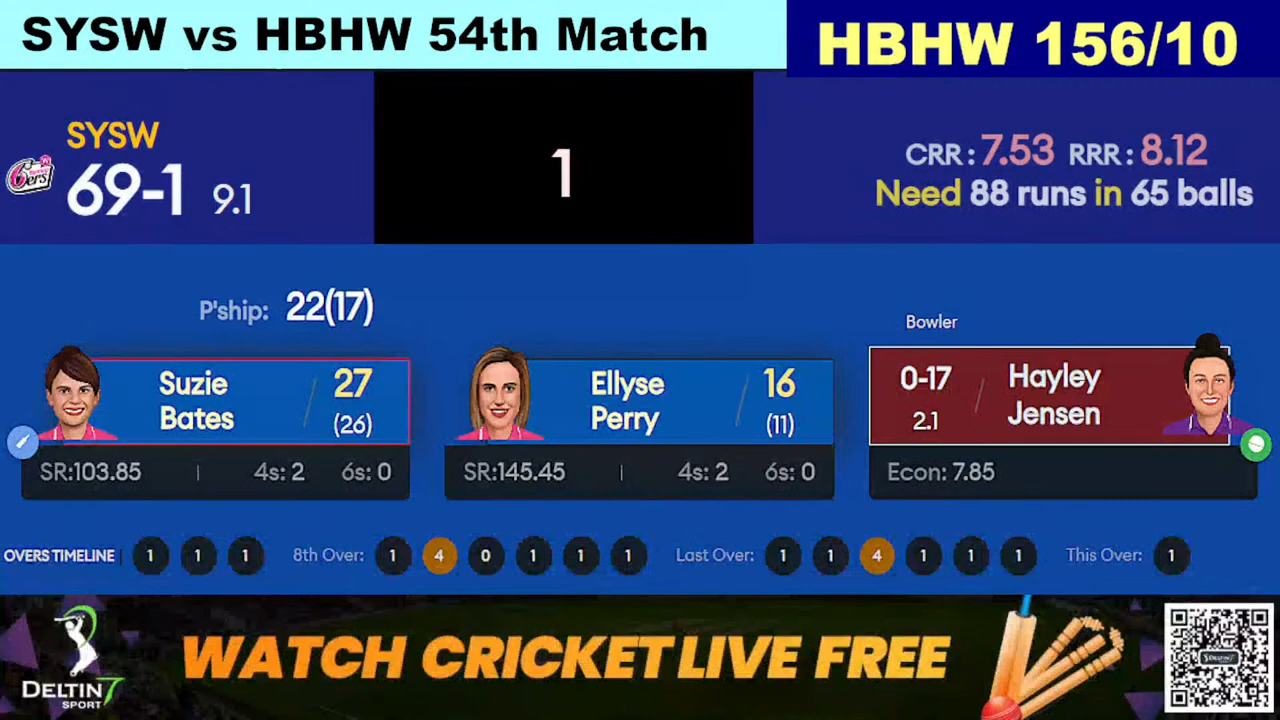 SYSW vs HBHW 54th Match
HBHW 156/10
SYSW
6ers
69-1 9.1
1
CRR : 7.53 RRR : 8.12
Need 88 runs in 65 balls
P'ship: 22(17)
Bowler
Suzie Bates / 27 (26)
Ellyse Perry / 16 (11)
0-17 2.1 / Hayley Jensen
SR:103.85 | 4s: 2 6s: 0
SR:145.45 | 4s: 2 6s: 0
Econ: 7.85
OVERS TIMELINE 1 1 1 8th Over: 1 4 0 1 1 1 Last Over: 1 1 4 1 1 1 This Over: 1
WATCH CRICKET LIVE FREE
DELTIN7
SPORT